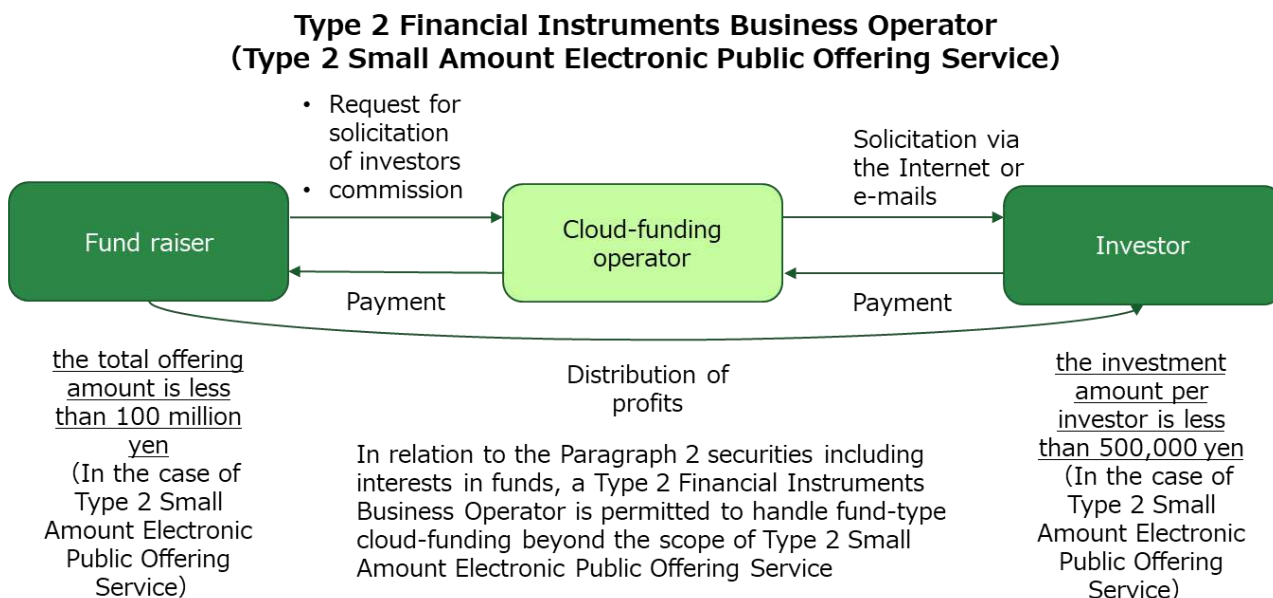 Type 2 Financial Instruments Business Operator
(Type 2 Small Amount Electronic Public Offering Service)
• Request for
solicitation
of investors
• commission
Solicitation via
the Internet or
e-mails
Fund raiser
Cloud-funding
operator
Investor
Payment
Payment
Distribution of
profits
the total offering
amount is less
than 100 million
yen
(In the case of
Type 2 Small
Amount Electronic
Public Offering
Service)
In relation to the Paragraph 2 securities including
interests in funds, a Type 2 Financial Instruments
Business Operator is permitted to handle fund-type
cloud-funding beyond the scope of Type 2 Small
Amount Electronic Public Offering Service
the investment
amount per
investor is less
than 500,000 yen
(In the case of
Type 2 Small
Amount Electronic
Public Offering
Service)